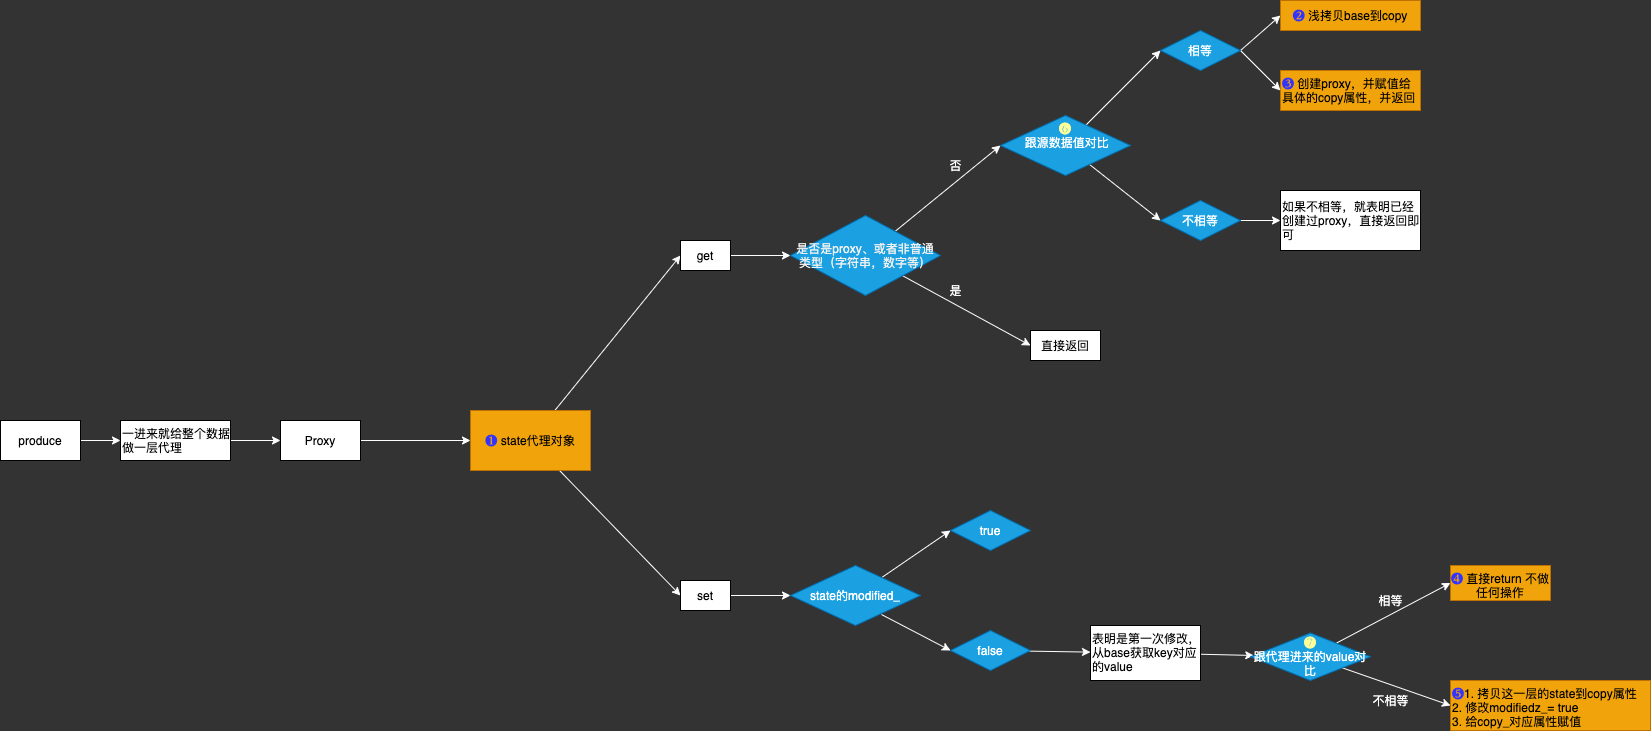 produce
一进来就给整个数据
做一层代理
Proxy
❶ state代理对象
get
是否是proxy、或者非普通
类型（字符串，数字等）
否
是
直接返回
❻
跟源数据值对比
相等
❷ 浅拷贝base到copy
❸ 创建proxy，并赋值给
具体的copy属性，并返回
不相等
如果不相等，就表明已经
创建过proxy，直接返回即
可
set
state的modified_
true
false
表明是第一次修改，
从base获取key对应
的value
❼
跟代理进来的value对
比
相等
❹ 直接return 不做
任何操作
不相等
❺1. 拷贝这一层的state到copy属性
2. 修改modifiedz_= true
3. 给copy_对应属性赋值